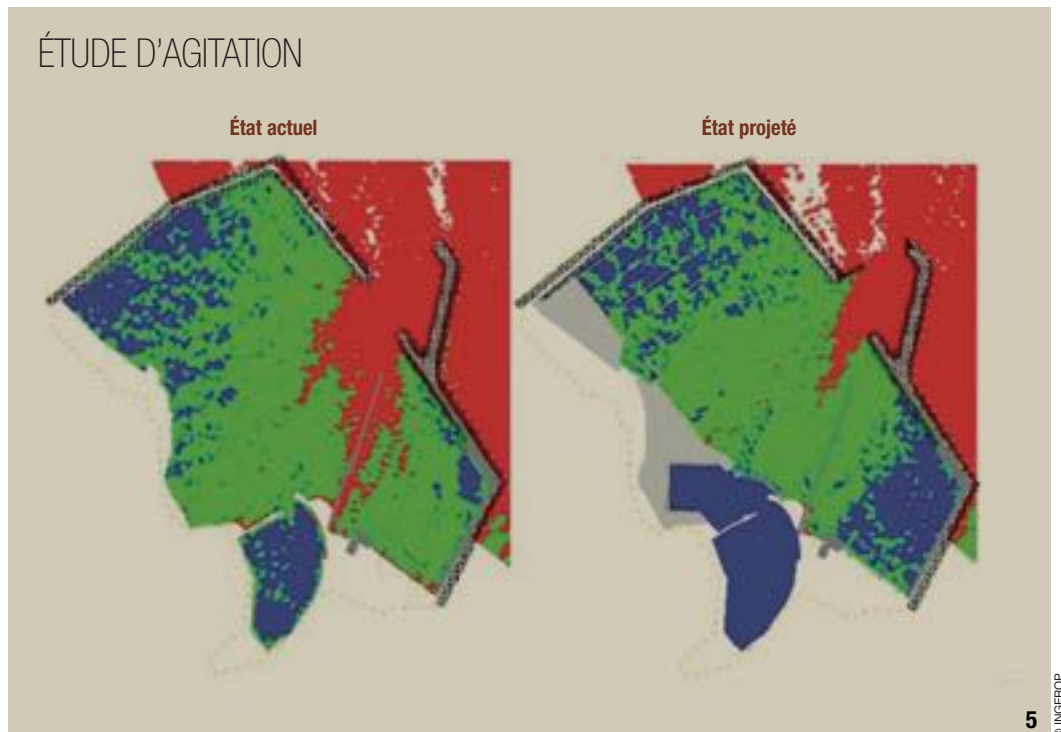 ÉTUDE D'AGITATION
État actuel
État projeté
5
© INGEROP